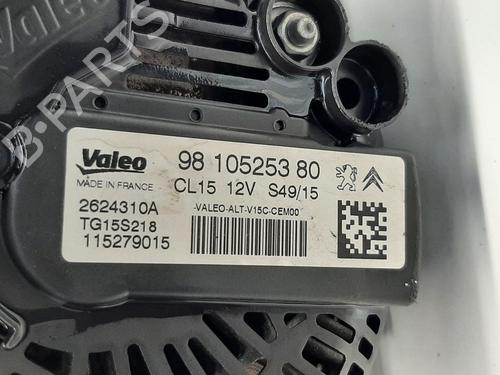 Valeo
B-PARTS
Valeo
98 105253 80
MADE IN FRANCE
CL15 12V S49/15
2624310A
-VALEO-ALT-V15C-CEM00
TG15S218
115279015